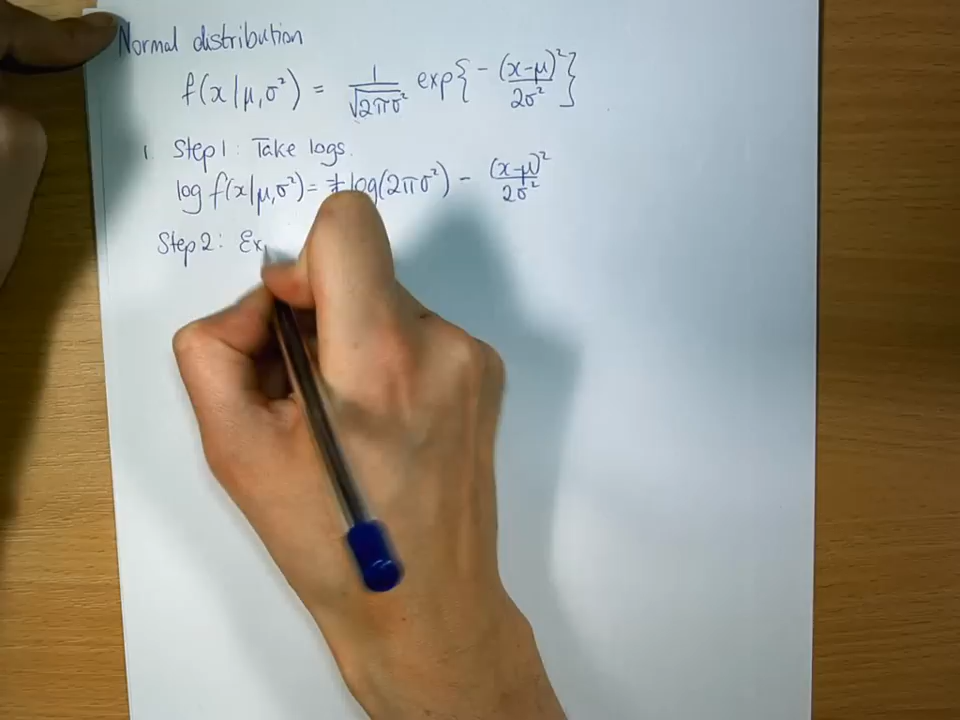 Normal distribution
f(x|μ,σ²) = 1/√2πσ² exp{-(x-μ)²/2σ²}
1. Step 1: Take logs.
log f(x|μ,σ²) = log(2πσ²) - (x-μ)²/2σ²
Step 2: Ex